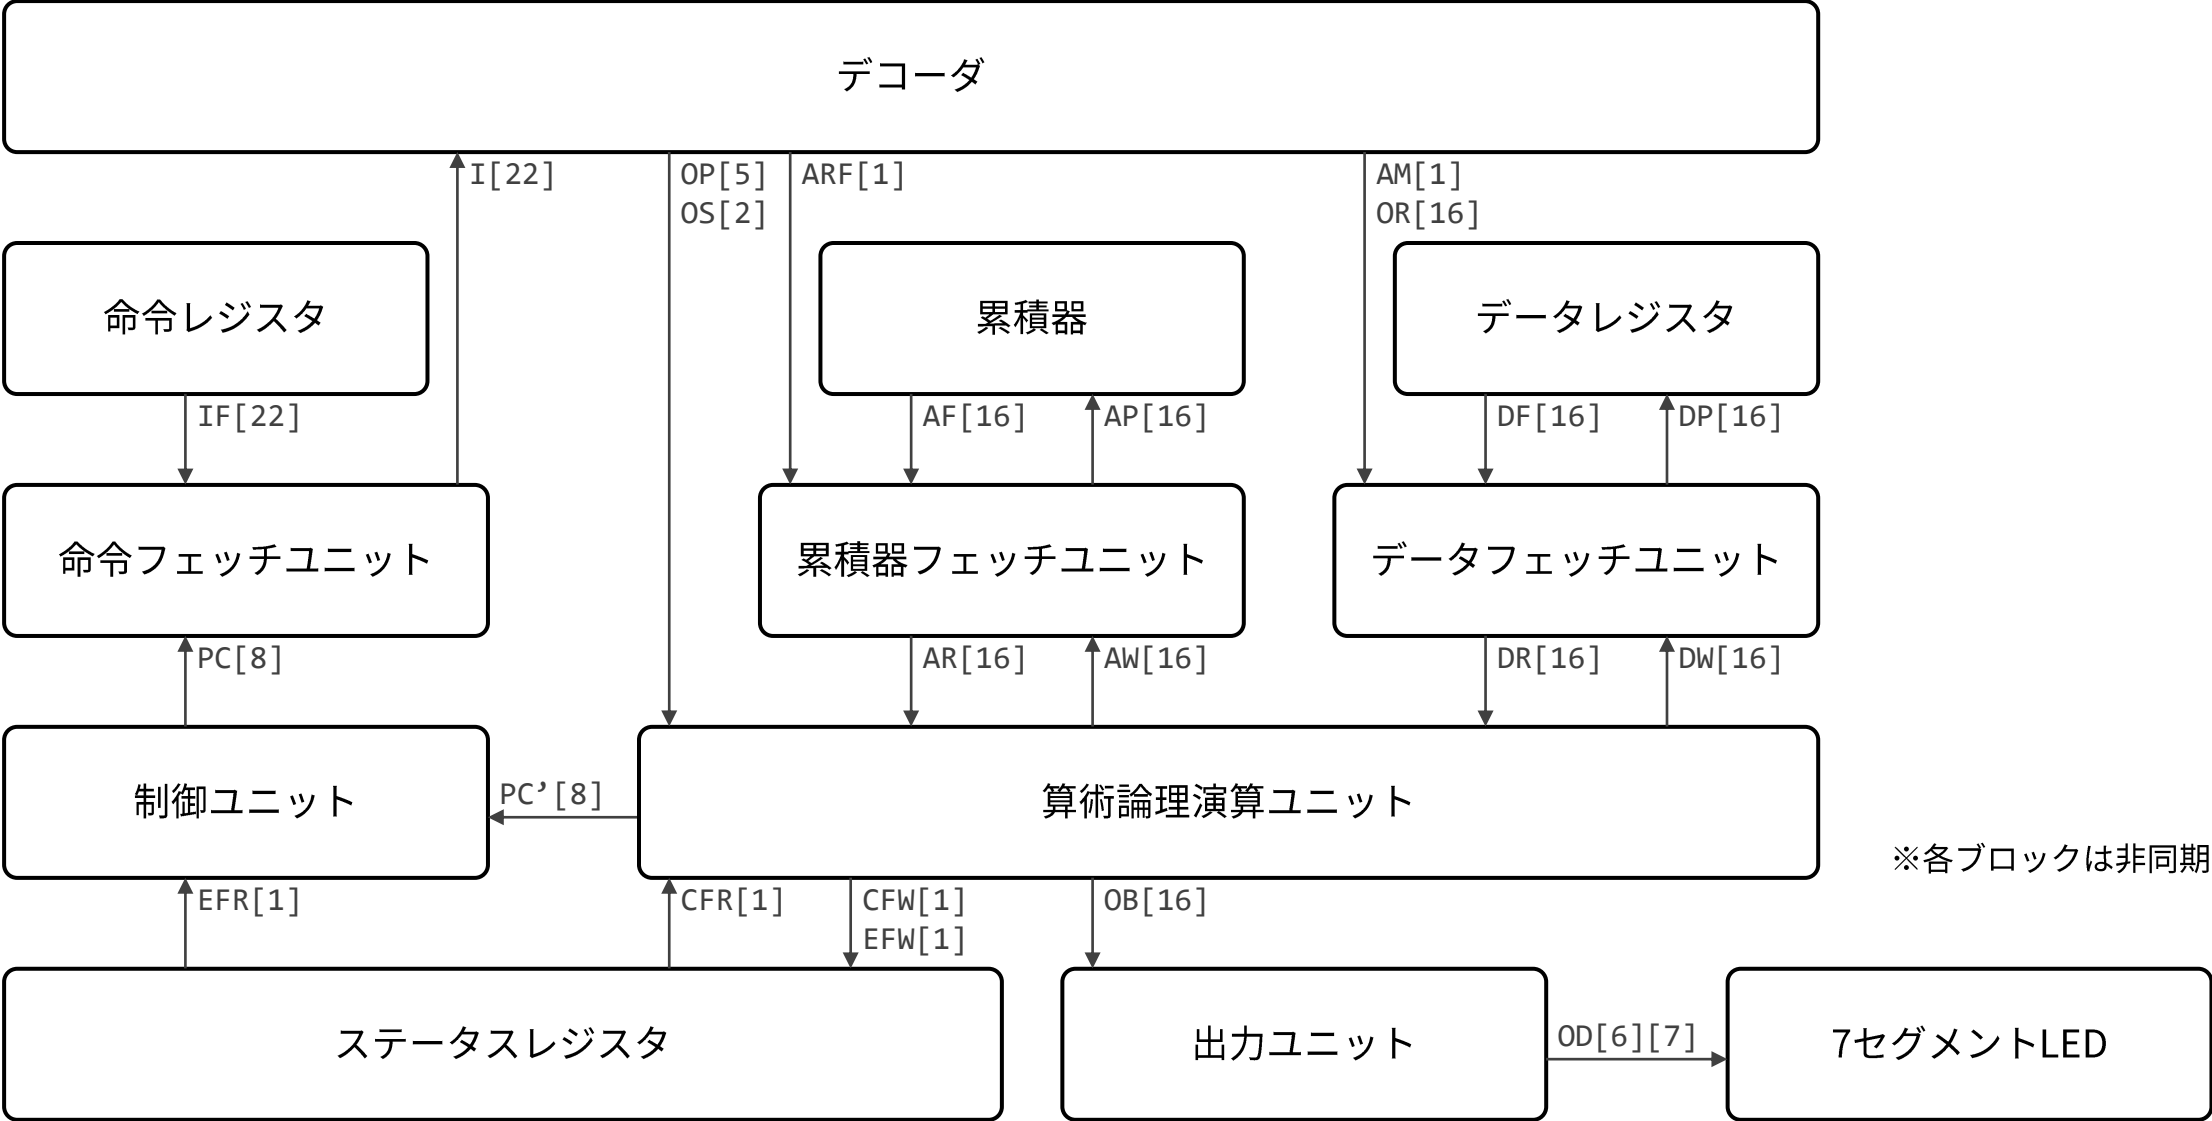 デコーダ
I[22]
OP[5]
OS[2]
ARF[1]
AM[1]
OR[16]
命令レジスタ
累積器
データレジスタ
IF[22]
AF[16]
AP[16]
DF[16]
DP[16]
命令フェッチユニット
累積器フェッチユニット
データフェッチユニット
PC[8]
AR[16]
AW[16]
DR[16]
DW[16]
制御ユニット
PC’[8]
算術論理演算ユニット
※各ブロックは非同期
EFR[1]
CFR[1]
CFW[1]
EFW[1]
OB[16]
ステータスレジスタ
出力ユニット
OD[6][7]
7セグメントLED